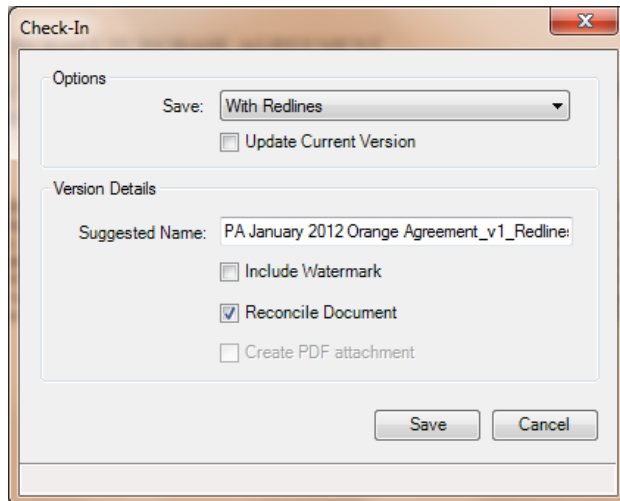 Check-In
Options
Save: With Redlines
Update Current Version
Version Details
Suggested Name: PA January 2012 Orange Agreement_v1_Redlines
Include Watermark
Reconcile Document
Create PDF attachment
Save Cancel